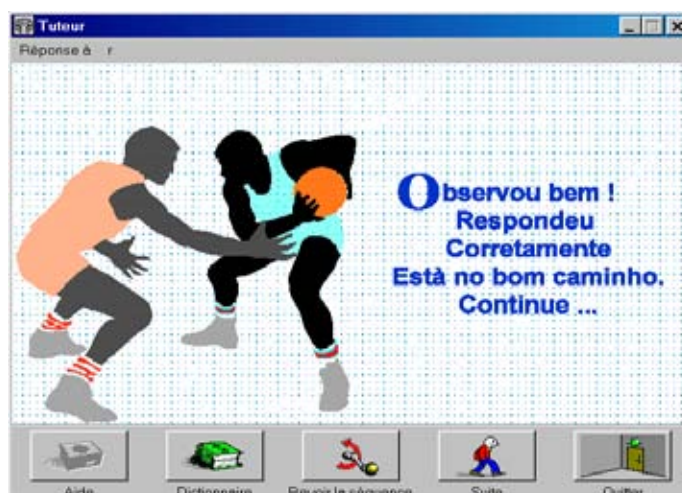 Tuteur
Réponse à r
Observou bem !
Respondeu
Corretamente
Està no bom caminho.
Continue ...
Aide
Dictionnaire
Revoir la séquence
Suite
Quitter